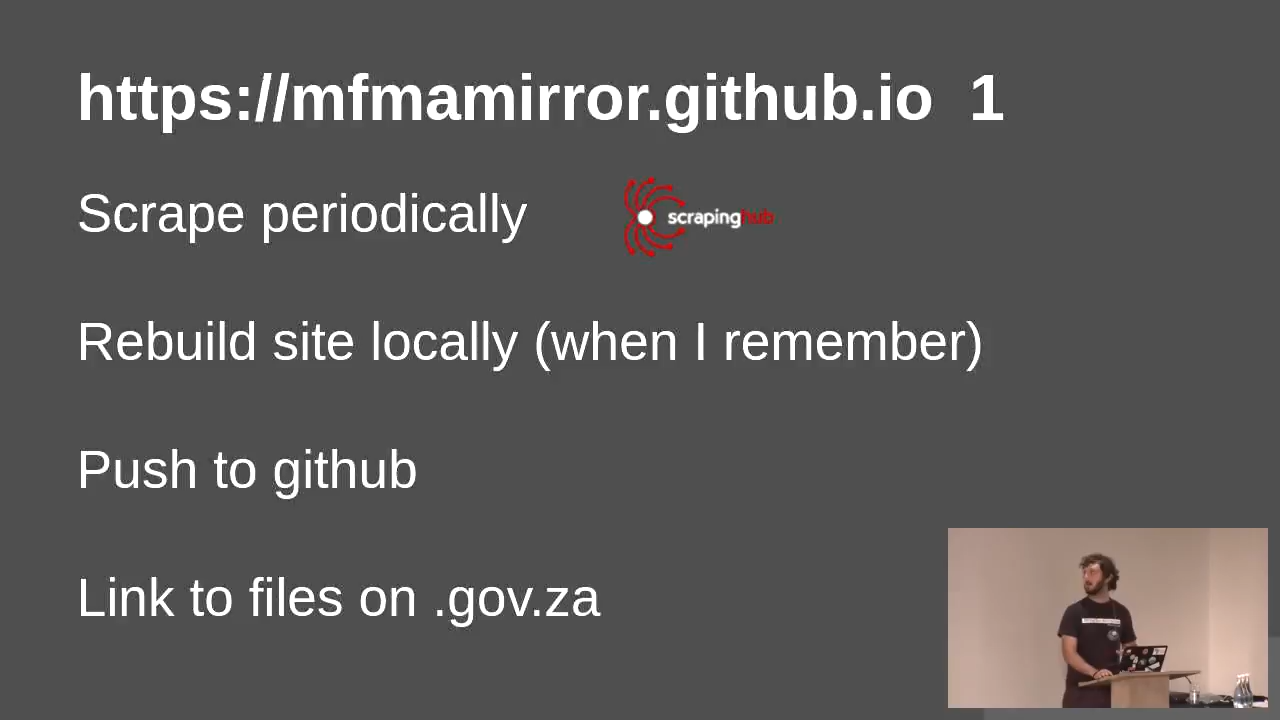 https://mfmamirror.github.io 1
Scrape periodically
scrapinghub
Rebuild site locally (when I remember)
Push to github
Link to files on .gov.za